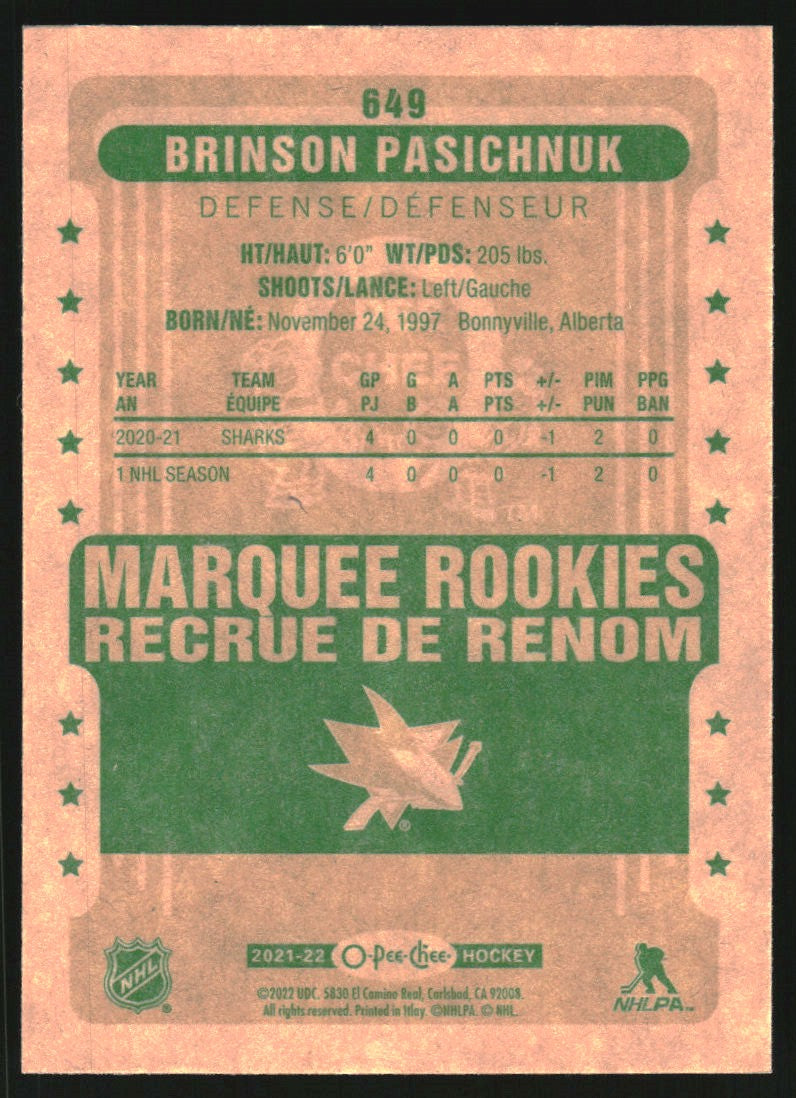 649
BRINSON PASICHNUK
DEFENSE/DÉFENSEUR
HT/HAUT: 6'0" WT/PDS: 205 lbs.
SHOOTS/LANCE: Left/Gauche
BORN/NÉ: November 24, 1997 Bonnyville, Alberta
YEAR TEAM GP G A PTS +/- PIM PPG
AN ÉQUIPE PJ B A PTS +/- PUN BAN
2020-21 SHARKS 4 0 0 0 -1 2 0
1 NHL SEASON 4 0 0 0 -1 2 0
MARQUEE ROOKIES
RECRUE DE RENOM
®
2021-22 O-Pee-Chee® HOCKEY
NHL ®
©2022 UDC. 5830 El Camino Real, Carlsbad, CA 92008.
All rights reserved. Printed in Itlay. ©NHLPA. © NHL.
NHLPA™